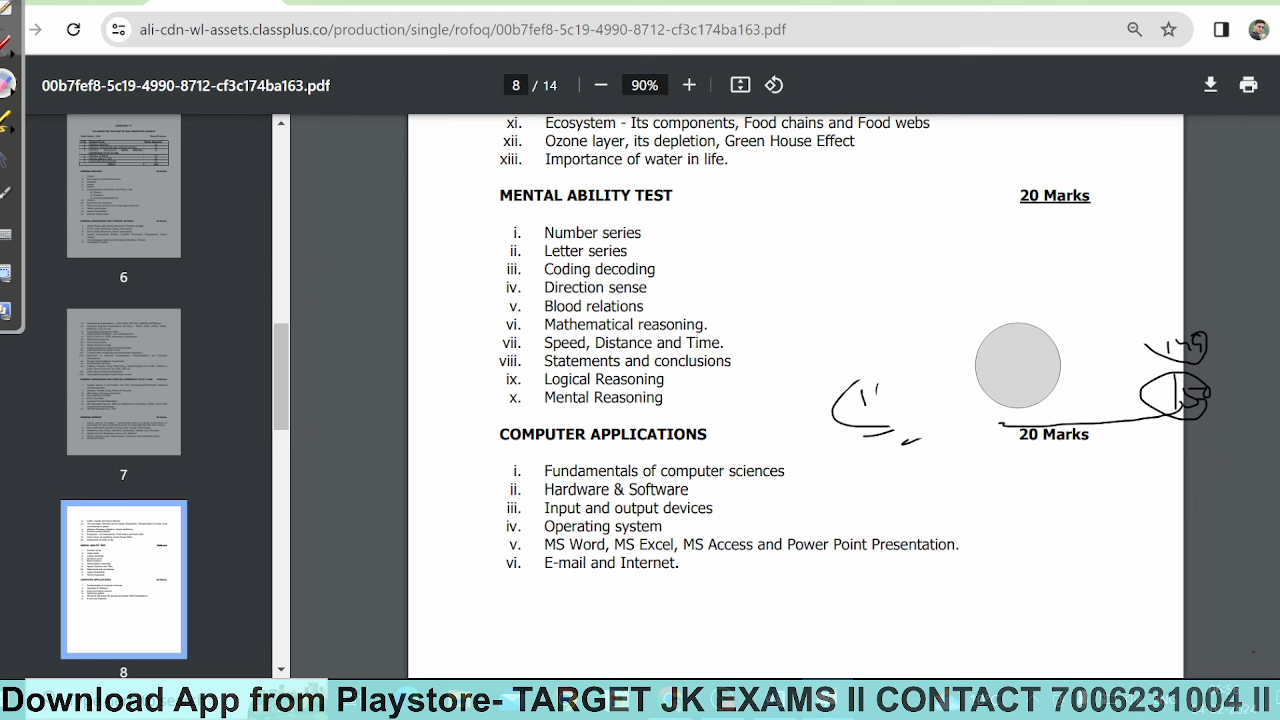 ali-cdn-wl-assets.classplus.co/production/single/rofoq/00b7fef8-5c19-4990-8712-cf3c174ba163.pdf
00b7fef8-5c19-4990-8712-cf3c174ba163.pdf
8 / 14
90%
xi. Ecosystem - Its components, Food chains and Food webs
xii. Ozone layer, its depletion, Green House Effect
xiii. Importance of water in life.
MENTAL ABILITY TEST 20 Marks
i. Number series
ii. Letter series
iii. Coding decoding
iv. Direction sense
v. Blood relations
vi. Mathematical reasoning.
vii. Speed, Distance and Time.
viii. Statements and conclusions
ix. Logical Reasoning
x. Mental Reasoning
149
150
COMPUTER APPLICATIONS 20 Marks
i. Fundamentals of computer sciences
ii. Hardware & Software
iii. Input and output devices
iv. Operating system
MS Word, MS Excel, MS Access and Power Point Presentation
E-mail and Internet.
6
7
8
Download App from Playstore- TARGET JK EXAMS II CONTACT 7006231004 II